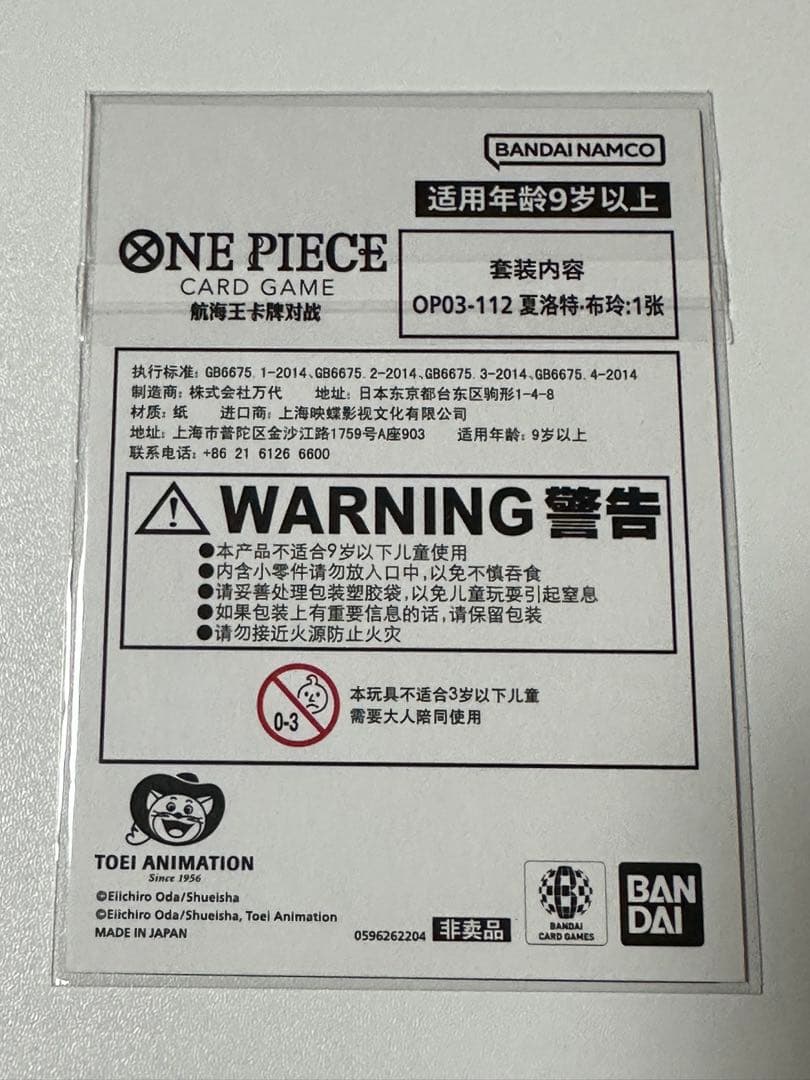 BANDAI NAMCO
适用年龄9岁以上
ONE PIECE
CARD GAME
航海王卡牌对战
套装内容
OP03-112 夏洛特·布玲:1张
执行标准: GB6675.1-2014、GB6675.2-2014、GB6675.3-2014、GB6675.4-2014
制造商: 株式会社万代 地址: 日本东京都台东区驹形1-4-8
材质: 纸 进口商: 上海映蝶影视文化有限公司
地址: 上海市普陀区金沙江路1759号A座903 适用年龄: 9岁以上
联系电话: +86 21 6126 6600
WARNING 警告
●本产品不适合9岁以下儿童使用
●内含小零件请勿放入口中,以免不慎吞食
●请妥善处理包装塑胶袋,以免儿童玩耍引起窒息
●如果包装上有重要信息的话,请保留包装
●请勿接近火源防止火灾
0-3
本玩具不适合3岁以下儿童
需要大人陪同使用
TOEI ANIMATION
Since 1956
©Eiichiro Oda/Shueisha
©Eiichiro Oda/Shueisha, Toei Animation
MADE IN JAPAN
0596262204 非卖品
BANDAI
CARD GAMES
BAN
DAI